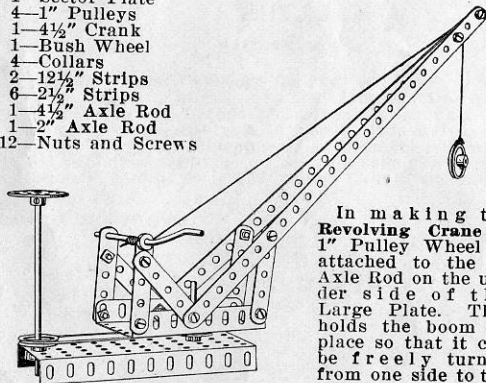 Sector Plate
4—1" Pulleys
1—4½" Crank
1—Bush Wheel
4—Collars
2—12½" Strips
6—2½" Strips
1—4½" Axle Rod
1—2" Axle Rod
12—Nuts and Screws
In making t
Revolving Crane
1" Pulley Wheel
attached to the
Axle Rod on the u
der side of t
Large Plate. T
holds the boom
place so that it c
be freely turn
from one side to t